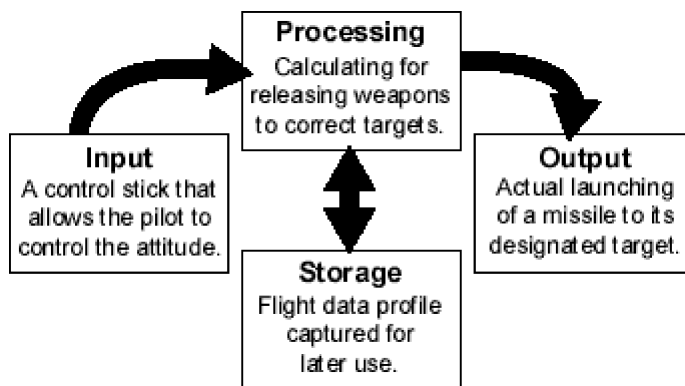 Processing
Calculating for
releasing weapons
to correct targets.
Input
A control stick that
allows the pilot to
control the attitude.
Output
Actual launching
of a missile to its
designated target.
Storage
Flight data profile
captured for
later use.